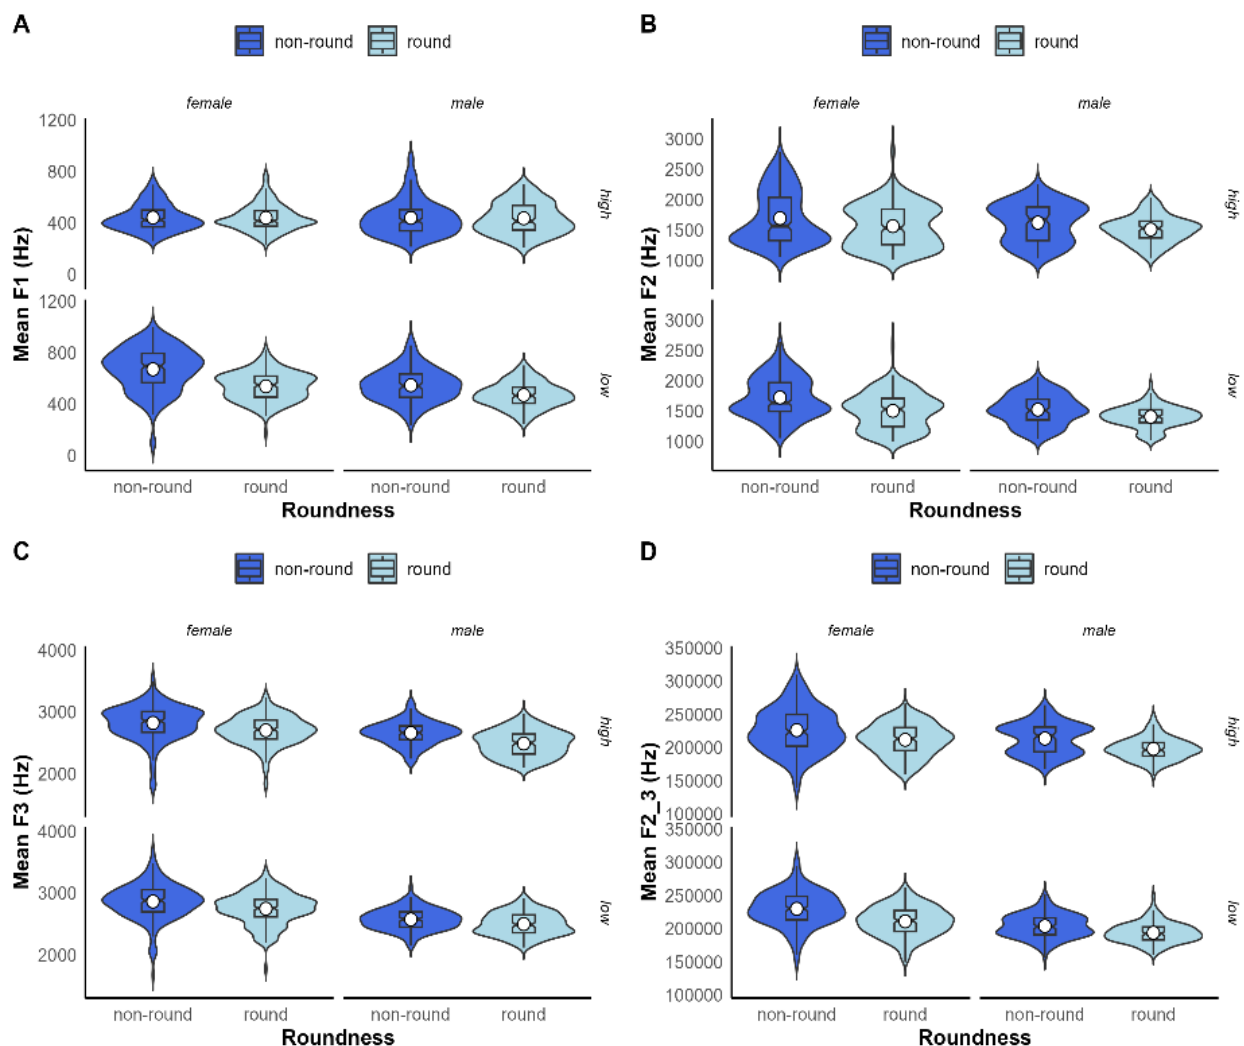 A
non-round round
female male
1200
800
400
0
high
1200
800
400
0
low
Mean F1 (Hz)
non-round round non-round round
Roundness
B
non-round round
female male
3000
2500
2000
1500
1000
high
3000
2500
2000
1500
1000
low
Mean F2 (Hz)
non-round round non-round round
Roundness
C
non-round round
female male
4000
3000
2000
high
4000
3000
2000
low
Mean F3 (Hz)
non-round round non-round round
Roundness
D
non-round round
female male
350000
300000
250000
200000
150000
100000
high
350000
300000
250000
200000
150000
100000
low
Mean F2_3 (Hz)
non-round round non-round round
Roundness